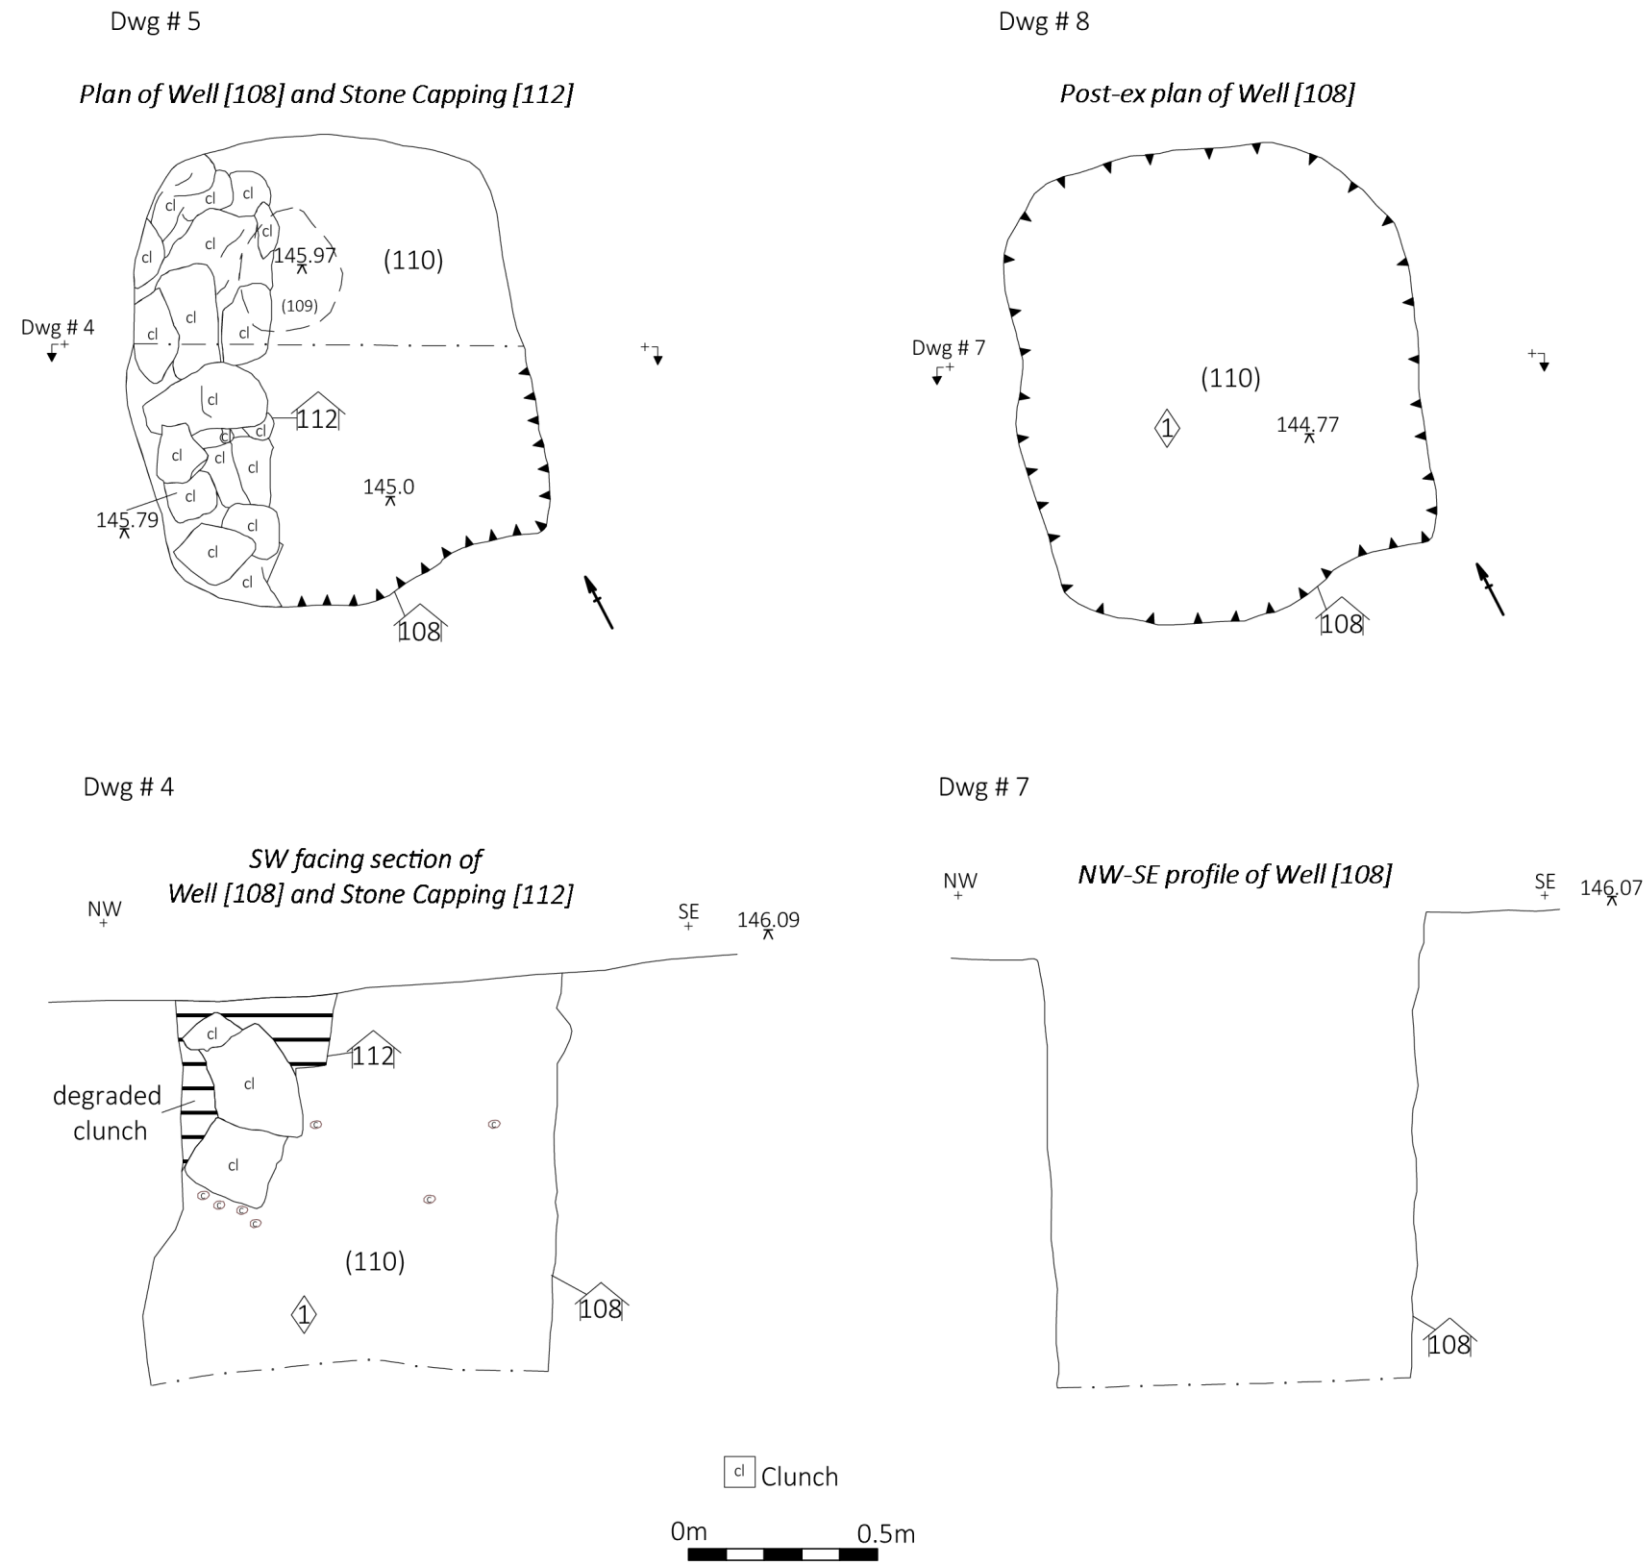 Dwg # 5
Plan of Well [108] and Stone Capping [112]
cl
cl
cl
cl
cl
cl
145.97
(110)
(109)
cl
cl
cl
Dwg # 4
cl
112
cl
cl
cl
cl
cl
cl
145.0
145.79
cl
cl
cl
108
Dwg # 8
Post-ex plan of Well [108]
Dwg # 7
(110)
1
144.77
108
Dwg # 4
SW facing section of
Well [108] and Stone Capping [112]
NW
SE
146.09
cl
112
cl
degraded
clunch
cl
©
©
©
©
©
©
©
(110)
1
108
Dwg # 7
NW-SE profile of Well [108]
NW
SE
146.07
108
cl
Clunch
0m
0.5m